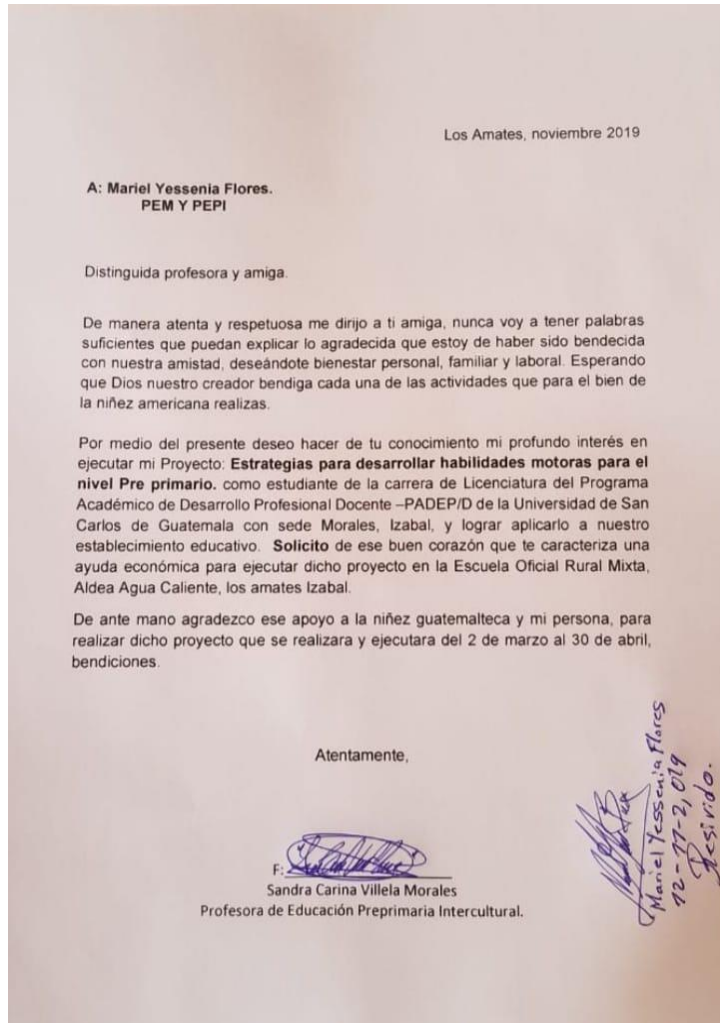 Los Amates, noviembre 2019
A: Mariel Yessenia Flores.
PEM Y PEPI
Distinguida profesora y amiga.
De manera atenta y respetuosa me dirijo a ti amiga, nunca voy a tener palabras
suficientes que puedan explicar lo agradecida que estoy de haber sido bendecida
con nuestra amistad, deseándote bienestar personal, familiar y laboral. Esperando
que Dios nuestro creador bendiga cada una de las actividades que para el bien de
la niñez americana realizas.
Por medio del presente deseo hacer de tu conocimiento mi profundo interés en
ejecutar mi Proyecto: Estrategias para desarrollar habilidades motoras para el
nivel Pre primario. como estudiante de la carrera de Licenciatura del Programa
Académico de Desarrollo Profesional Docente –PADEP/D de la Universidad de San
Carlos de Guatemala con sede Morales, Izabal, y lograr aplicarlo a nuestro
establecimiento educativo. Solicito de ese buen corazón que te caracteriza una
ayuda económica para ejecutar dicho proyecto en la Escuela Oficial Rural Mixta,
Aldea Agua Caliente, los amates Izabal.
De ante mano agradezco ese apoyo a la niñez guatemalteca y mi persona, para
realizar dicho proyecto que se realizara y ejecutara del 2 de marzo al 30 de abril,
bendiciones.
Atentamente,
F:
Sandra Carina Villela Morales
Profesora de Educación Preprimaria Intercultural.
Mariel Yessenia Flores
12-11-2,019
Resivido.